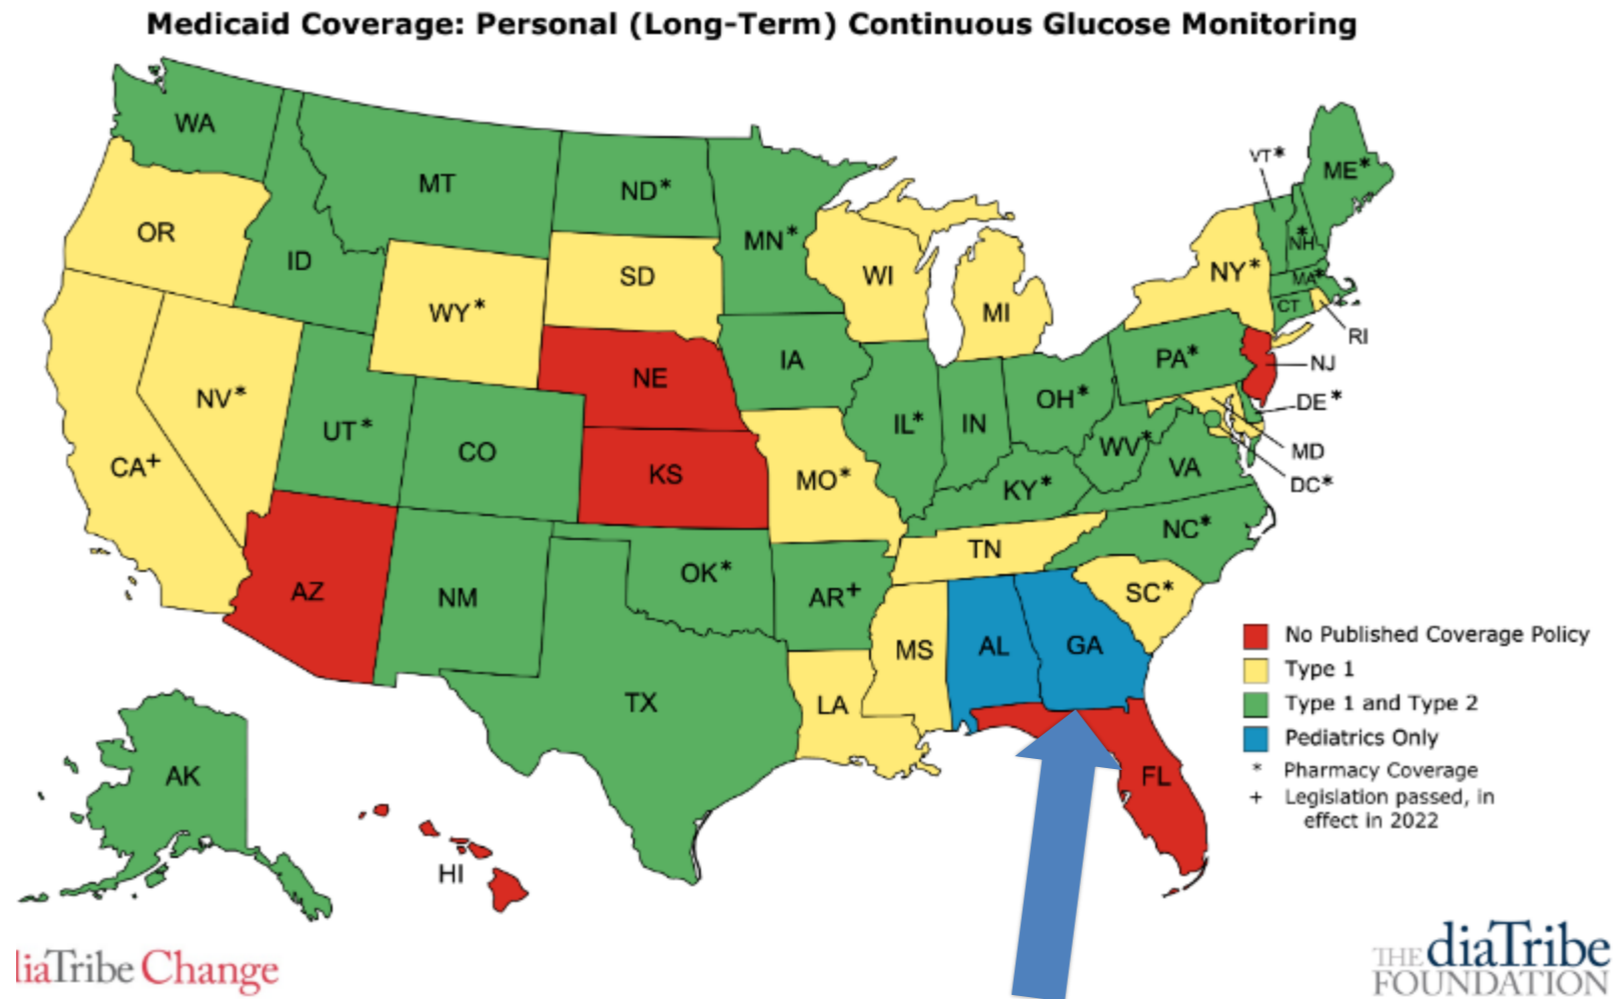 Medicaid Coverage: Personal (Long-Term) Continuous Glucose Monitoring
WA
MT
ND*
MN*
VT*
ME*
OR
ID
WY*
SD
WI
MI
NY*
*
NH
MA*
CT
RI
NV*
UT*
CO
NE
IA
IL*
IN
OH*
PA*
NJ
DE*
MD
DC*
CA+
KS
MO*
KY*
WV*
VA
NC*
TN
SC*
AZ
NM
OK*
AR+
MS
AL
GA
TX
LA
FL
AK
HI
No Published Coverage Policy
Type 1
Type 1 and Type 2
Pediatrics Only
* Pharmacy Coverage
+ Legislation passed, in
effect in 2022
iaTribe Change
THE diaTribe
FOUNDATION